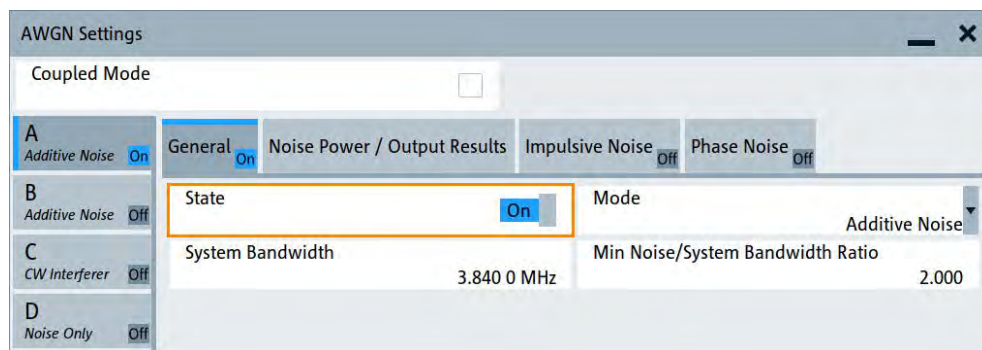 AWGN Settings
Coupled Mode
A
Additive Noise On
B
Additive Noise Off
C
CW Interferer Off
D
Noise Only Off
General On Noise Power / Output Results Impulsive Noise Off Phase Noise Off
State On
Mode
Additive Noise
System Bandwidth
3.840 0 MHz
Min Noise/System Bandwidth Ratio
2.000